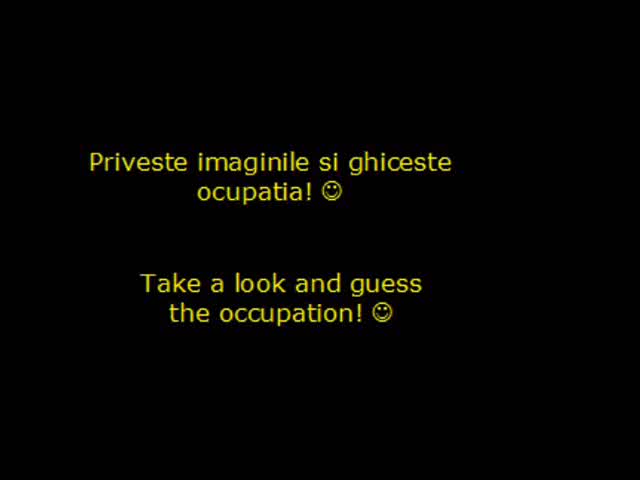 Priveste imaginile si ghiceste
ocupatia! ☺
Take a look and guess
the occupation! ☺